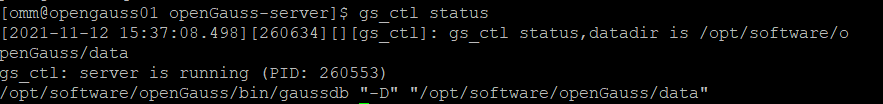 [omm@opengauss01 openGauss-server]$ gs_ctl status
[2021-11-12 15:37:08.498][260634][][gs_ctl]: gs_ctl status,datadir is /opt/software/o
penGauss/data
gs_ctl: server is running (PID: 260553)
/opt/software/openGauss/bin/gaussdb "-D" "/opt/software/openGauss/data"